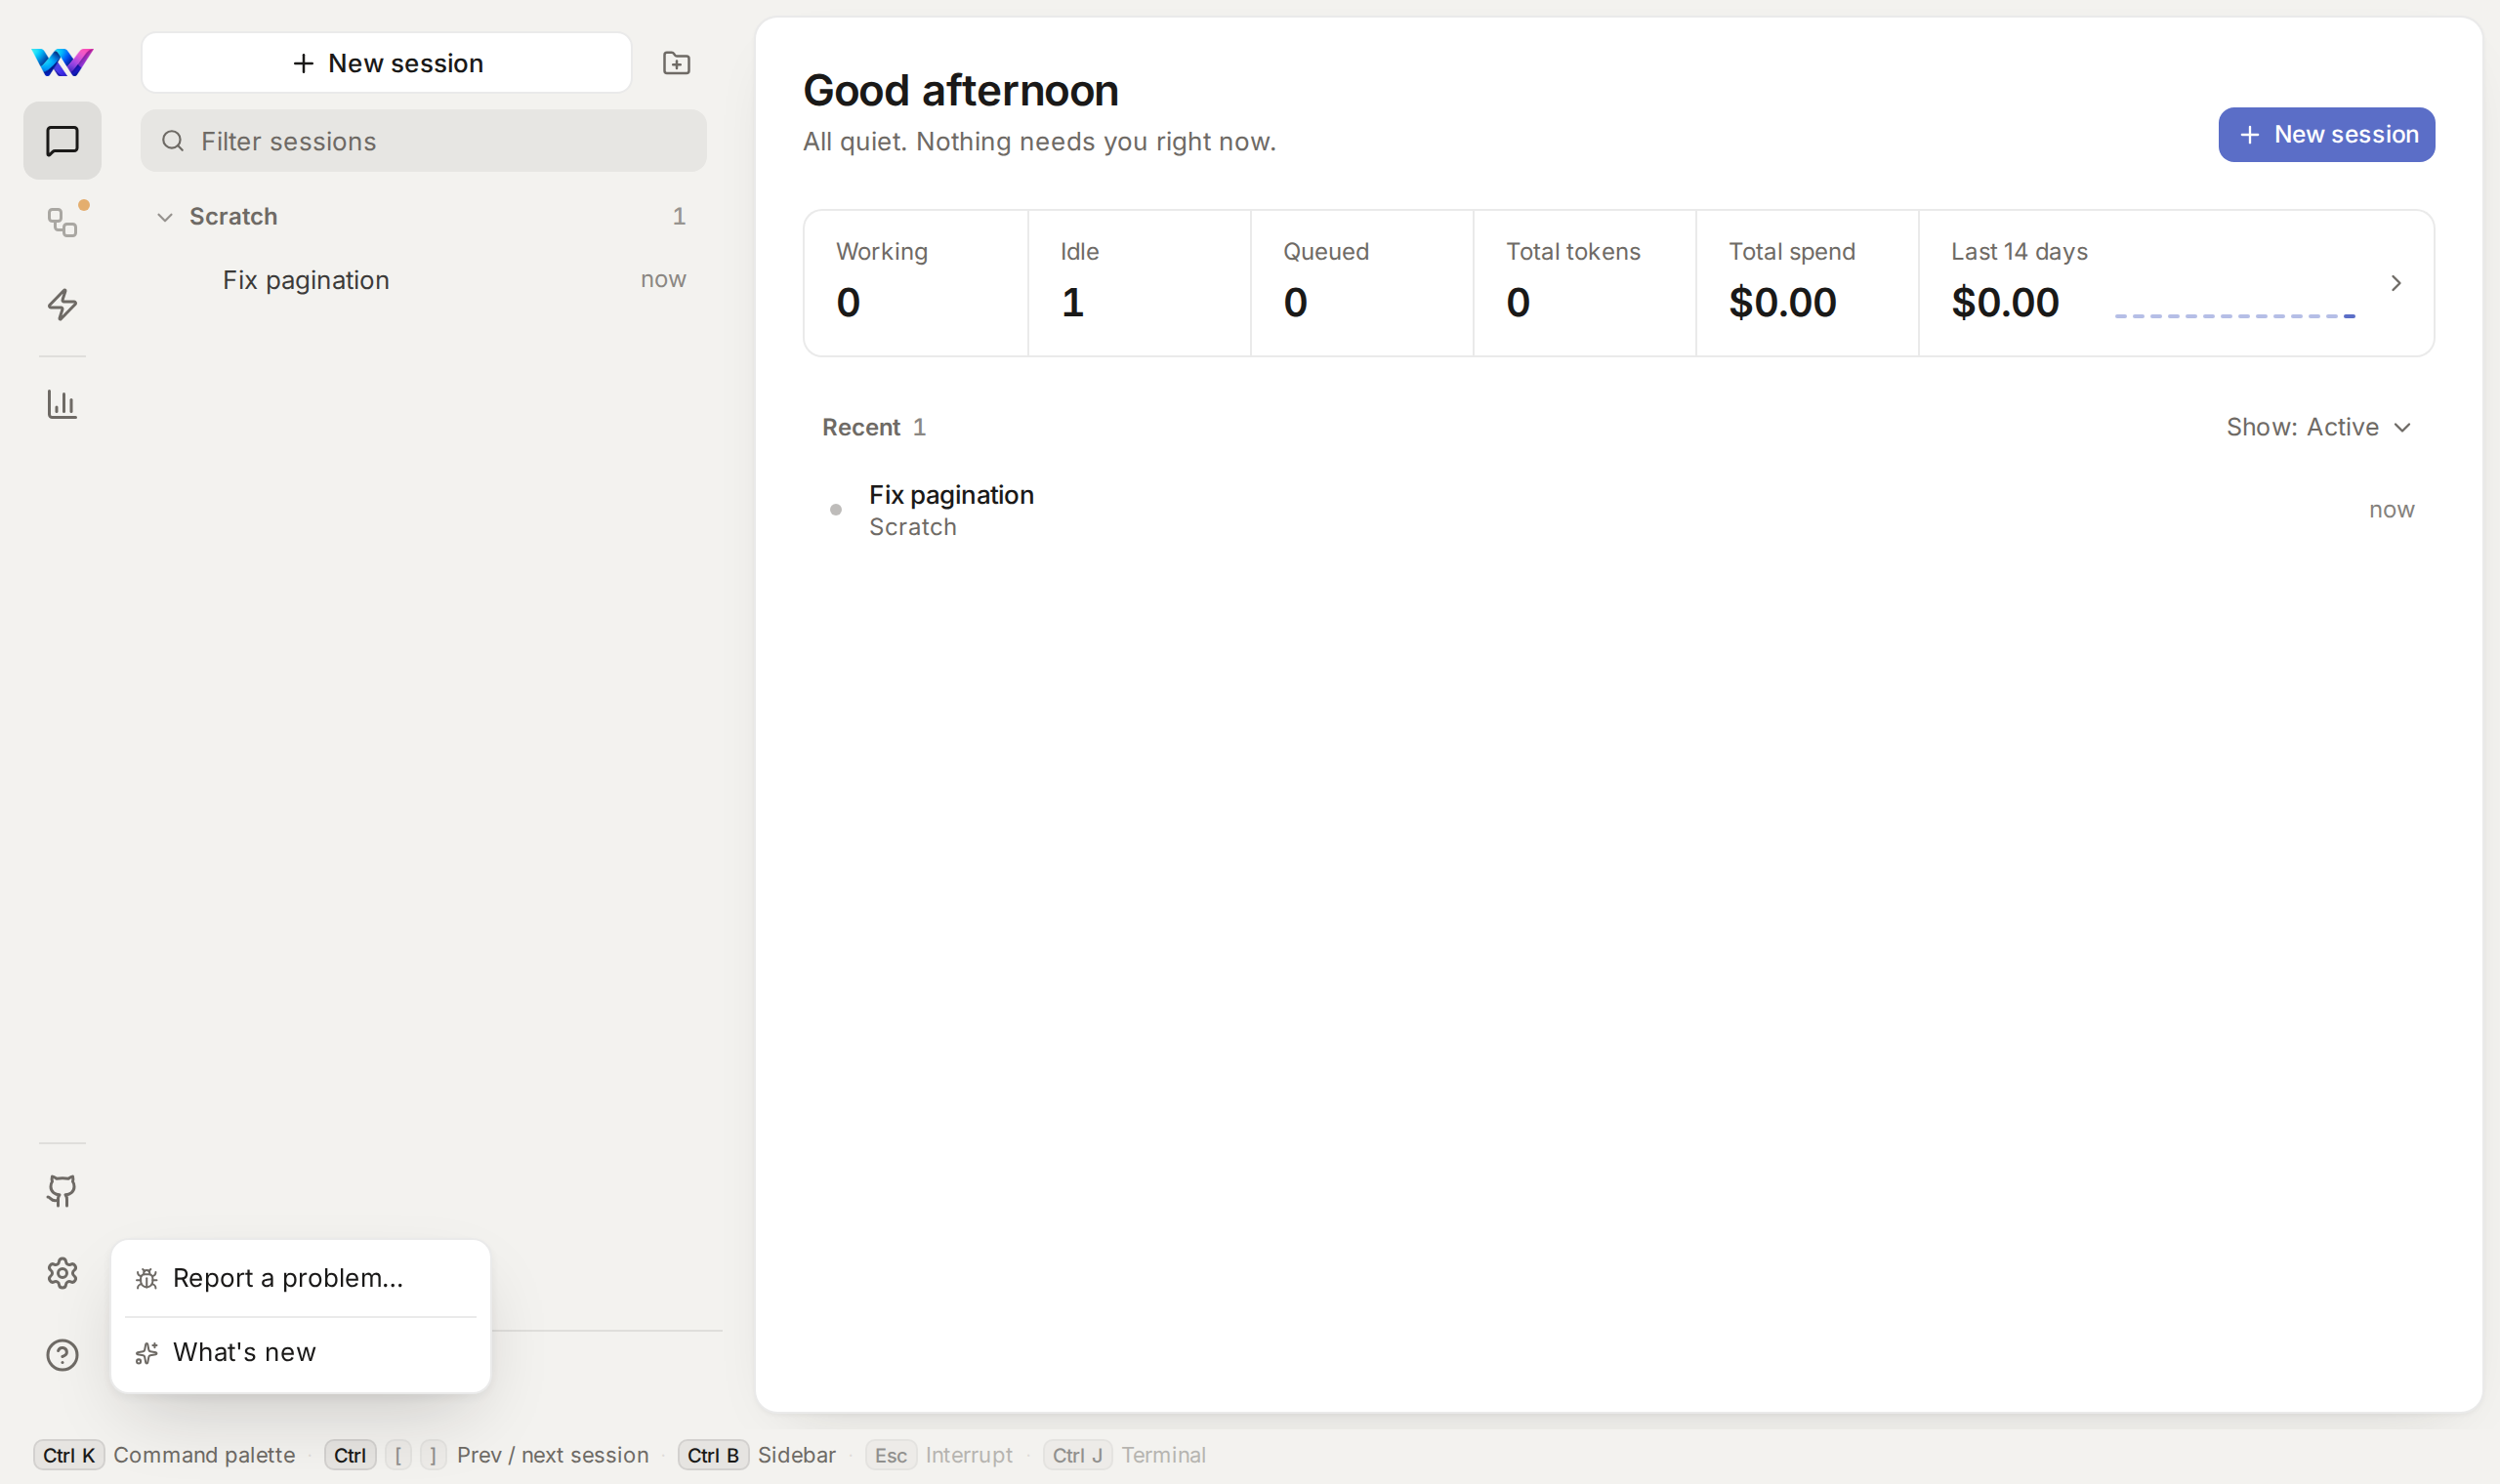 New session
Filter sessions
Scratch 1
Fix pagination now
Good afternoon
All quiet. Nothing needs you right now.
New session
Working Idle Queued Total tokens Total spend Last 14 days
0 1 0 0 $0.00 $0.00
Recent 1 Show: Active
Fix pagination
Scratch
now
Report a problem...
What's new
Ctrl K Command palette · Ctrl [ ] Prev / next session · Ctrl B Sidebar · Esc Interrupt · Ctrl J Terminal